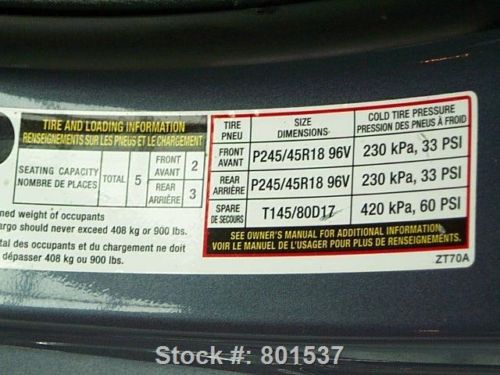 TIRE AND LOADING INFORMATION
RENSEIGNEMENTS SUR LES PNEUS ET LE CHARGEMENT
SEATING CAPACITY
NOMBRE DE PLACES
TOTAL 5
FRONT
AVANT 2
REAR
ARRIÈRE 3
ned weight of occupants
argo should never exceed 408 kg or 900 lbs.
tal des occupants et du chargement ne doit
dépasser 408 kg ou 900 lbs.
TIRE
PNEU
SIZE
DIMENSIONS
COLD TIRE PRESSURE
PRESSION DES PNEUS À FROID
FRONT
AVANT
P245/45R18 96V
230 kPa, 33 PSI
REAR
ARRIÈRE
P245/45R18 96V
230 kPa, 33 PSI
SPARE
DE SECOURS
T145/80D17
420 kPa, 60 PSI
SEE OWNER'S MANUAL FOR ADDITIONAL INFORMATION
VOIR LE MANUEL DE L'USAGER POUR PLUS DE RENSEIGNEMENTS
ZT70A
Stock #: 801537